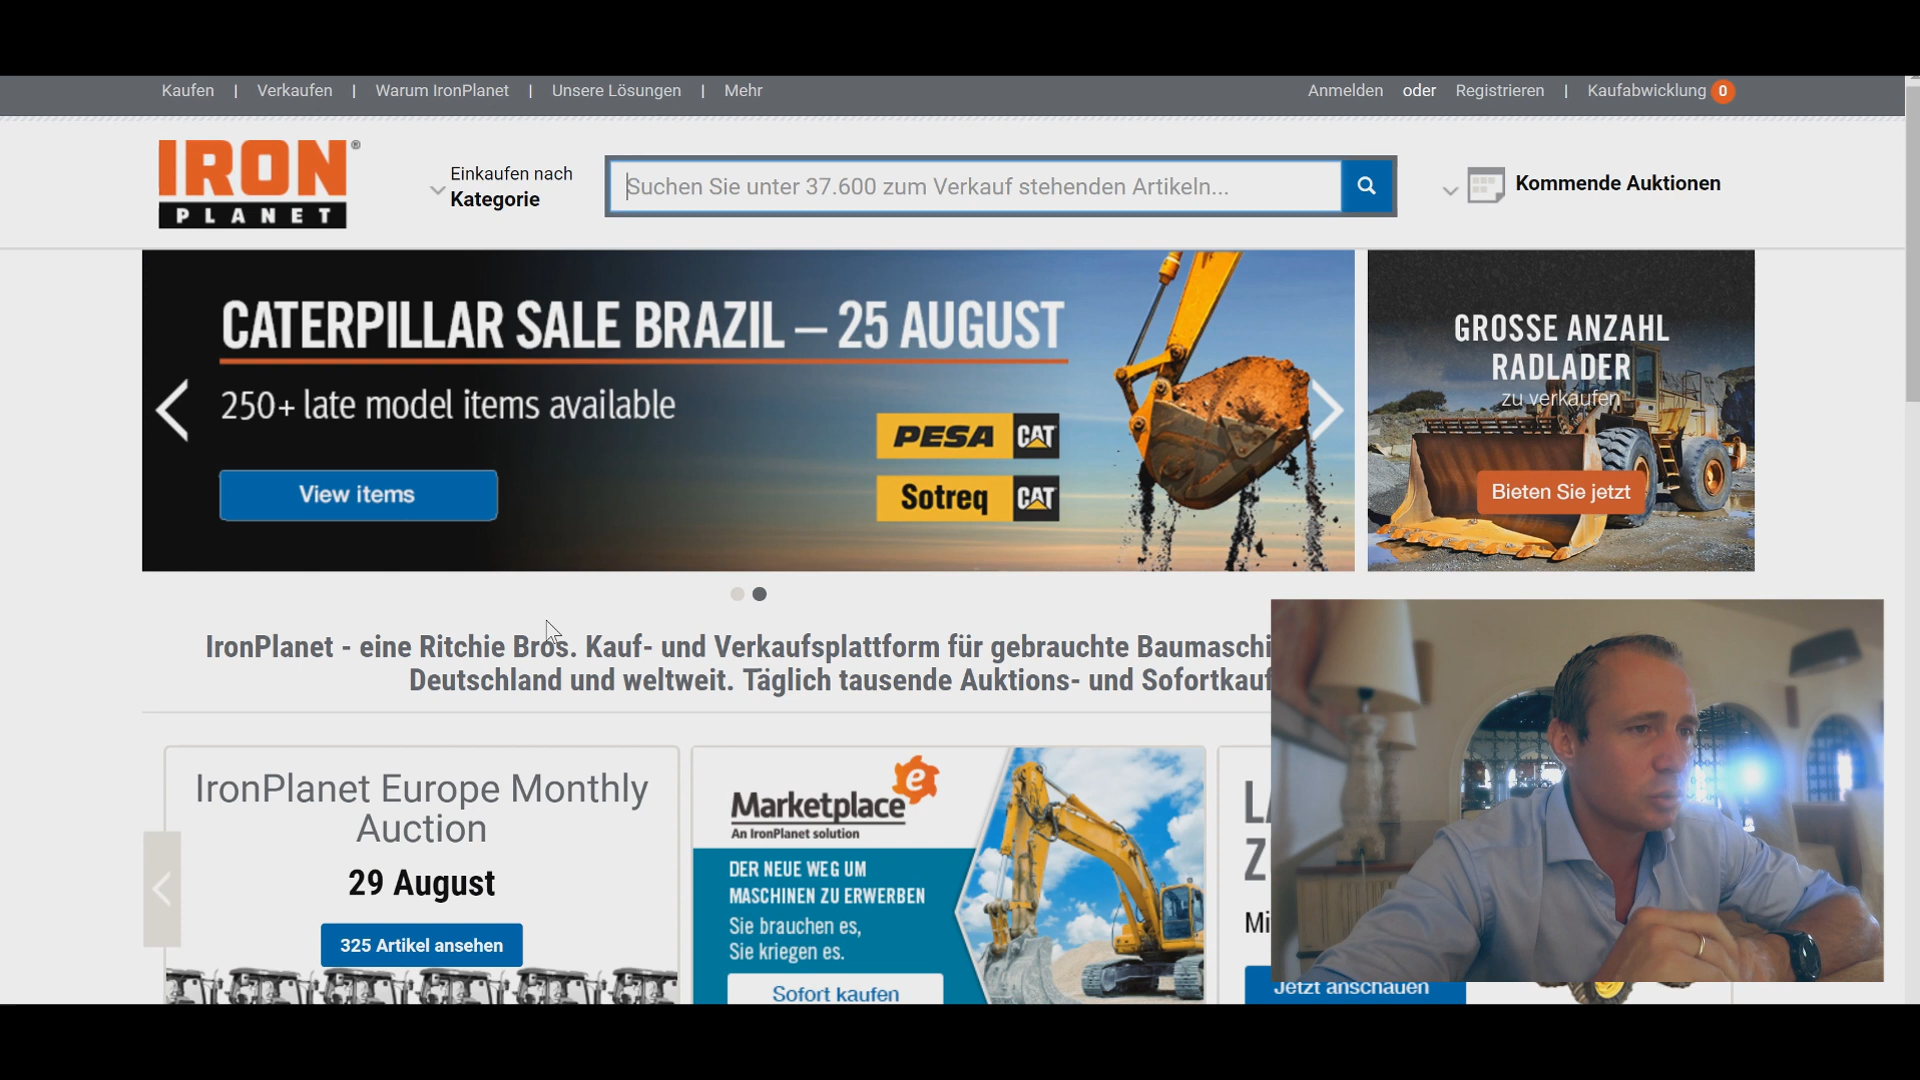 Kaufen | Verkaufen | Warum IronPlanet | Unsere Lösungen | Mehr
Anmelden oder Registrieren | Kaufabwicklung 0
IRON®
PLANET
Einkaufen nach
Kategorie
Suchen Sie unter 37.600 zum Verkauf stehenden Artikeln...
Kommende Auktionen
CATERPILLAR SALE BRAZIL – 25 AUGUST
250+ late model items available
PESA CAT
Sotreq CAT
View items
GROSSE ANZAHL
RADLADER
zu verkaufen
Bieten Sie jetzt
IronPlanet - eine Ritchie Bros. Kauf- und Verkaufsplattform für gebrauchte Baumaschi
Deutschland und weltweit. Täglich tausende Auktions- und Sofortkauf
IronPlanet Europe Monthly
Auction
29 August
325 Artikel ansehen
Marketplace e
An IronPlanet solution
DER NEUE WEG UM
MASCHINEN ZU ERWERBEN
Sie brauchen es,
Sie kriegen es.
Sofort kaufen
Z
Mi
Jetzt anschauen